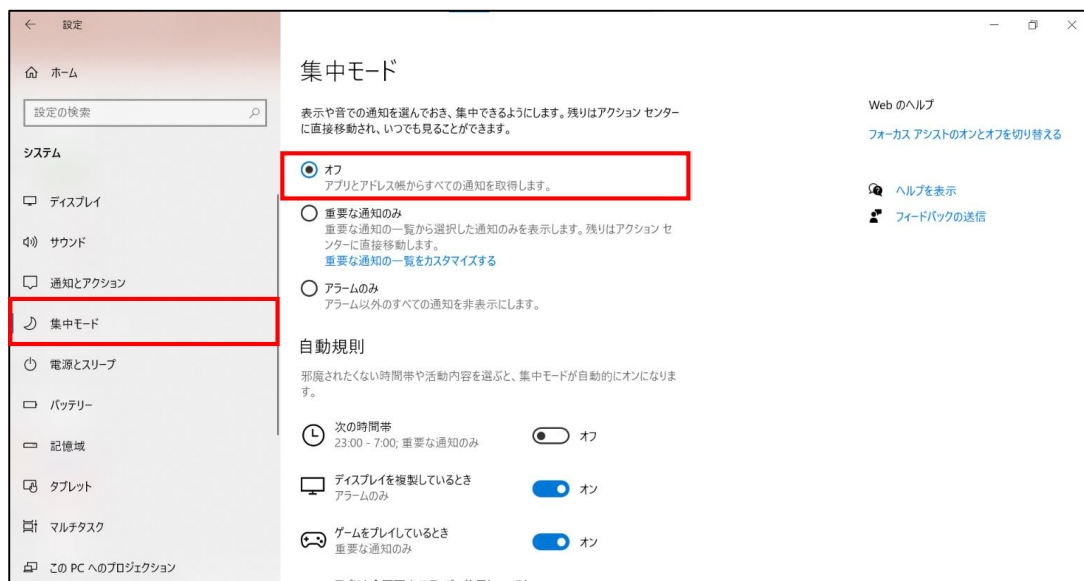 設定
ホーム
設定の検索
システム
ディスプレイ
サウンド
通知とアクション
集中モード
電源とスリープ
バッテリー
記憶域
タブレット
マルチタスク
この PC へのプロジェクション
集中モード
表示や音での通知を選んでおき、集中できるようにします。残りはアクション センター
に直接移動され、いつでも見ることができます。
オフ
アプリとアドレス帳からすべての通知を取得します。
重要な通知のみ
重要な通知の一覧から選択した通知のみを表示します。残りはアクション セ
ンターに直接移動します。
重要な通知の一覧をカスタマイズする
アラームのみ
アラーム以外のすべての通知を非表示にします。
自動規則
邪魔されたくない時間帯や活動内容を選ぶと、集中モードが自動的にオンになりま
す。
次の時間帯
23:00 - 7:00; 重要な通知のみ
オフ
ディスプレイを複製しているとき
アラームのみ
オン
ゲームをプレイしているとき
重要な通知のみ
オン
Web のヘルプ
フォーカス アシストのオンとオフを切り替える
ヘルプを表示
フィードバックの送信